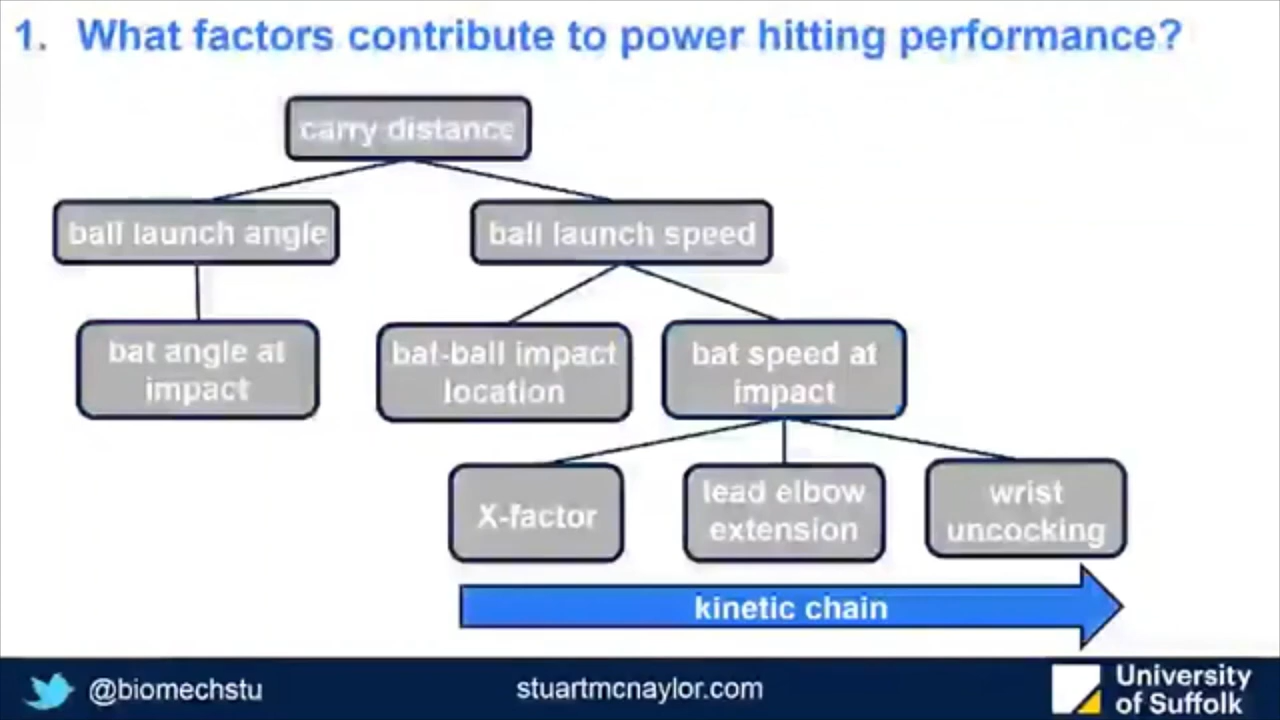 1. What factors contribute to power hitting performance?
carry distance
ball launch angle
ball launch speed
bat angle at
impact
bat-ball impact
location
bat speed at
impact
X-factor
lead elbow
extension
wrist
uncocking
kinetic chain
@biomechstu
stuartmcnaylor.com
University
of Suffolk